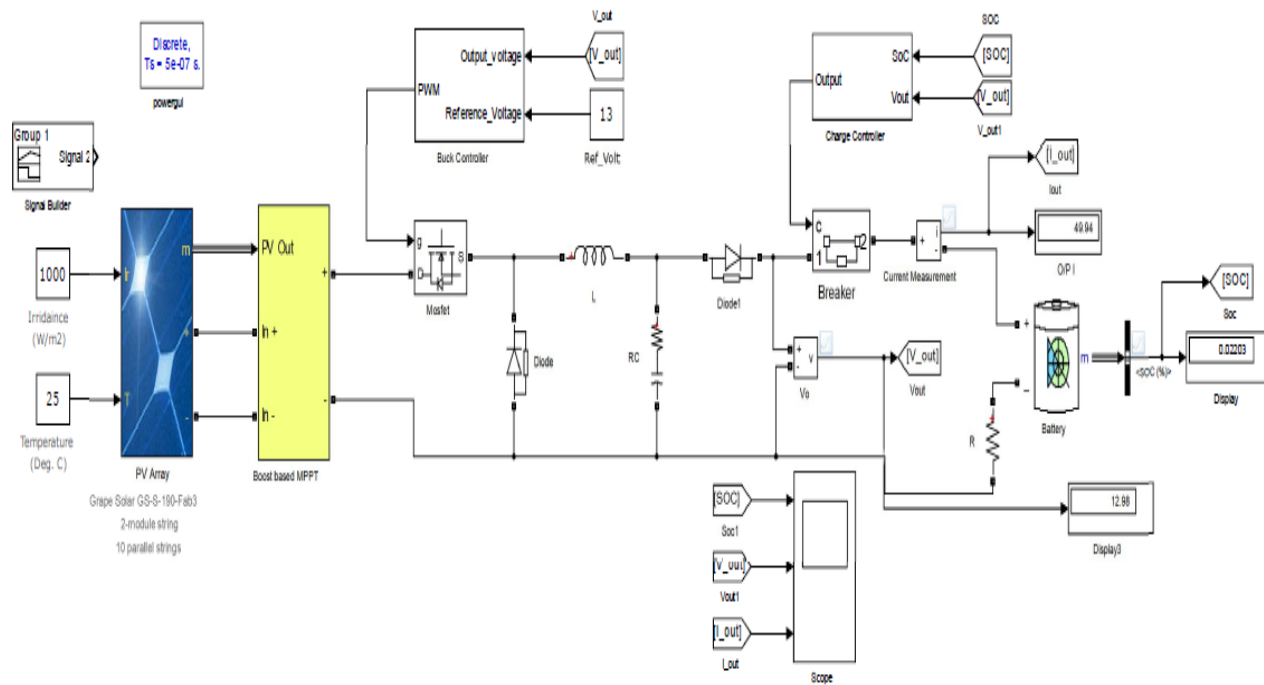 Discrete,
Ts = 5e-07 s.
powergui
Group 1
Signal 2
Signal Builder
1000
Irridaince
(W/m2)
25
Temperature
(Deg. C)
Ir
T
m
+
-
PV Array
Grape Solar GS-S-190-Fab3
2-module string
10 parallel strings
PV Out
In +
In -
+
-
Boost based MPPT
Output_voltage
PWM
Reference_Voltage
Buck Controller
V_out
[V_out]
13
Ref_Volt
g
D
S
Mosfet
Diode
L
RC
Diode1
SoC
Output
Vout
Charge Controller
SOC
[SOC]
[V_out]
V_out1
c
1
2
Breaker
+
i
-
Current Measurement
[I_out]
Iout
49.94
O/P I
+
-
v
Vo
[V_out]
Vout
+
m
-
Battery
R
<SOC (%)>
[SOC]
Soc
0.02203
Display
12.98
Display3
[SOC]
Soc1
[V_out]
Vout1
[I_out]
I_out
Scope